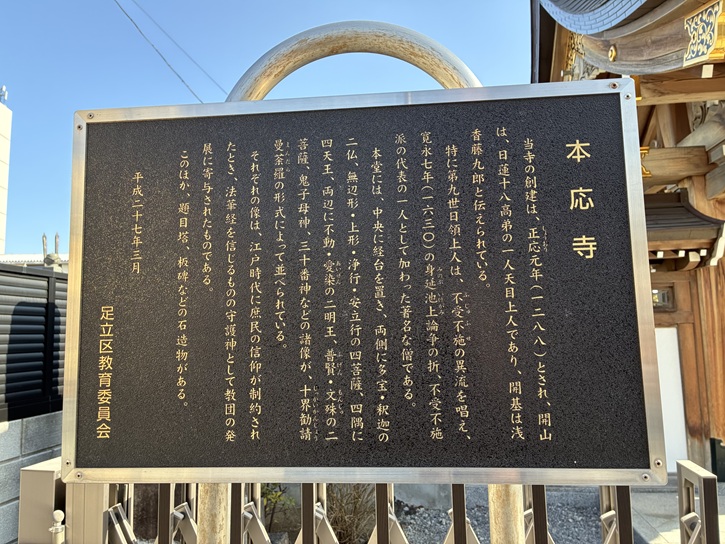 本応寺
当寺の創建は、正応元年（一二八八）とされ、開山
は、日蓮十八高弟の一人天目上人であり、開基は浅
香藤九郎と伝えられている。
特に第九世日領上人は、不受不施の異流を唱え、
寛永七年（一六三〇）の身延池上論争の折、不受不施
派の代表の一人として加わった著名な僧である。
本堂には、中央に経台を置き、両側に多宝・釈迦の
二仏、無辺形・上形・浄行・安立行の四菩薩、四隅に
四天王、両辺に不動・愛染の二明王、普賢・文殊の二
菩薩、鬼子母神、三十番神などの諸像が、十界勧請
曼荼羅の形式によって並べられている。
それぞれの像は、江戸時代に庶民の信仰が制約され
たとき、法華経を信じるものの守護神として教団の発
展に寄与されたものである。
このほか、題目塔、板碑などの石造物がある。
平成二十七年三月
足立区教育委員会